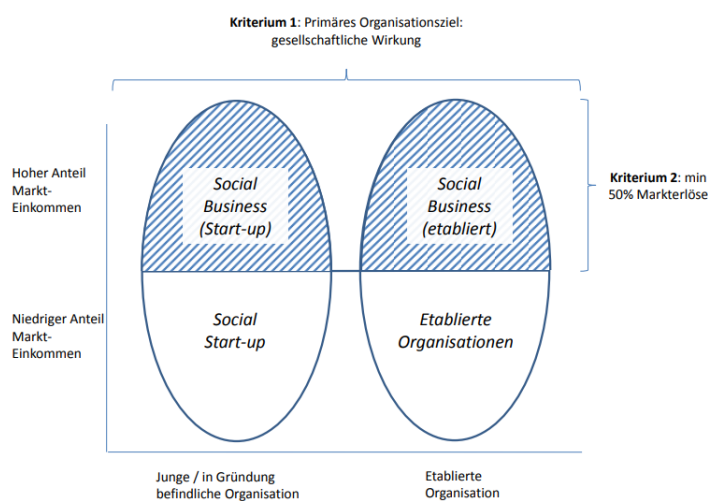 Kriterium 1: Primäres Organisationsziel:
gesellschaftliche Wirkung
Hoher Anteil
Markt-
Einkommen
Social
Business
(Start-up)
Social
Business
(etabliert)
Kriterium 2: min
50% Markterlöse
Niedriger Anteil
Markt-
Einkommen
Social
Start-up
Etablierte
Organisationen
Junge / in Gründung
befindliche Organisation
Etablierte
Organisation